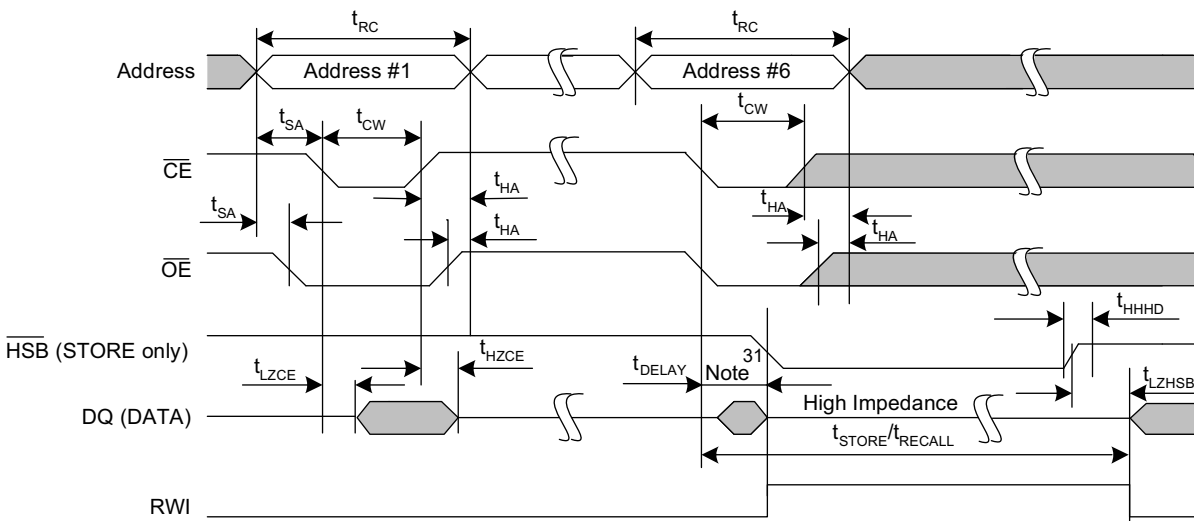 tRC
tRC
Address
Address #1
Address #6
tSA
tCW
tCW
CE
tHA
tSA
tHA
tHA
tHA
OE
tHHHD
HSB (STORE only)
tLZCE
tHZCE
tDELAY
Note 31
tLZHSB
DQ (DATA)
High Impedance
tSTORE/tRECALL
RWI